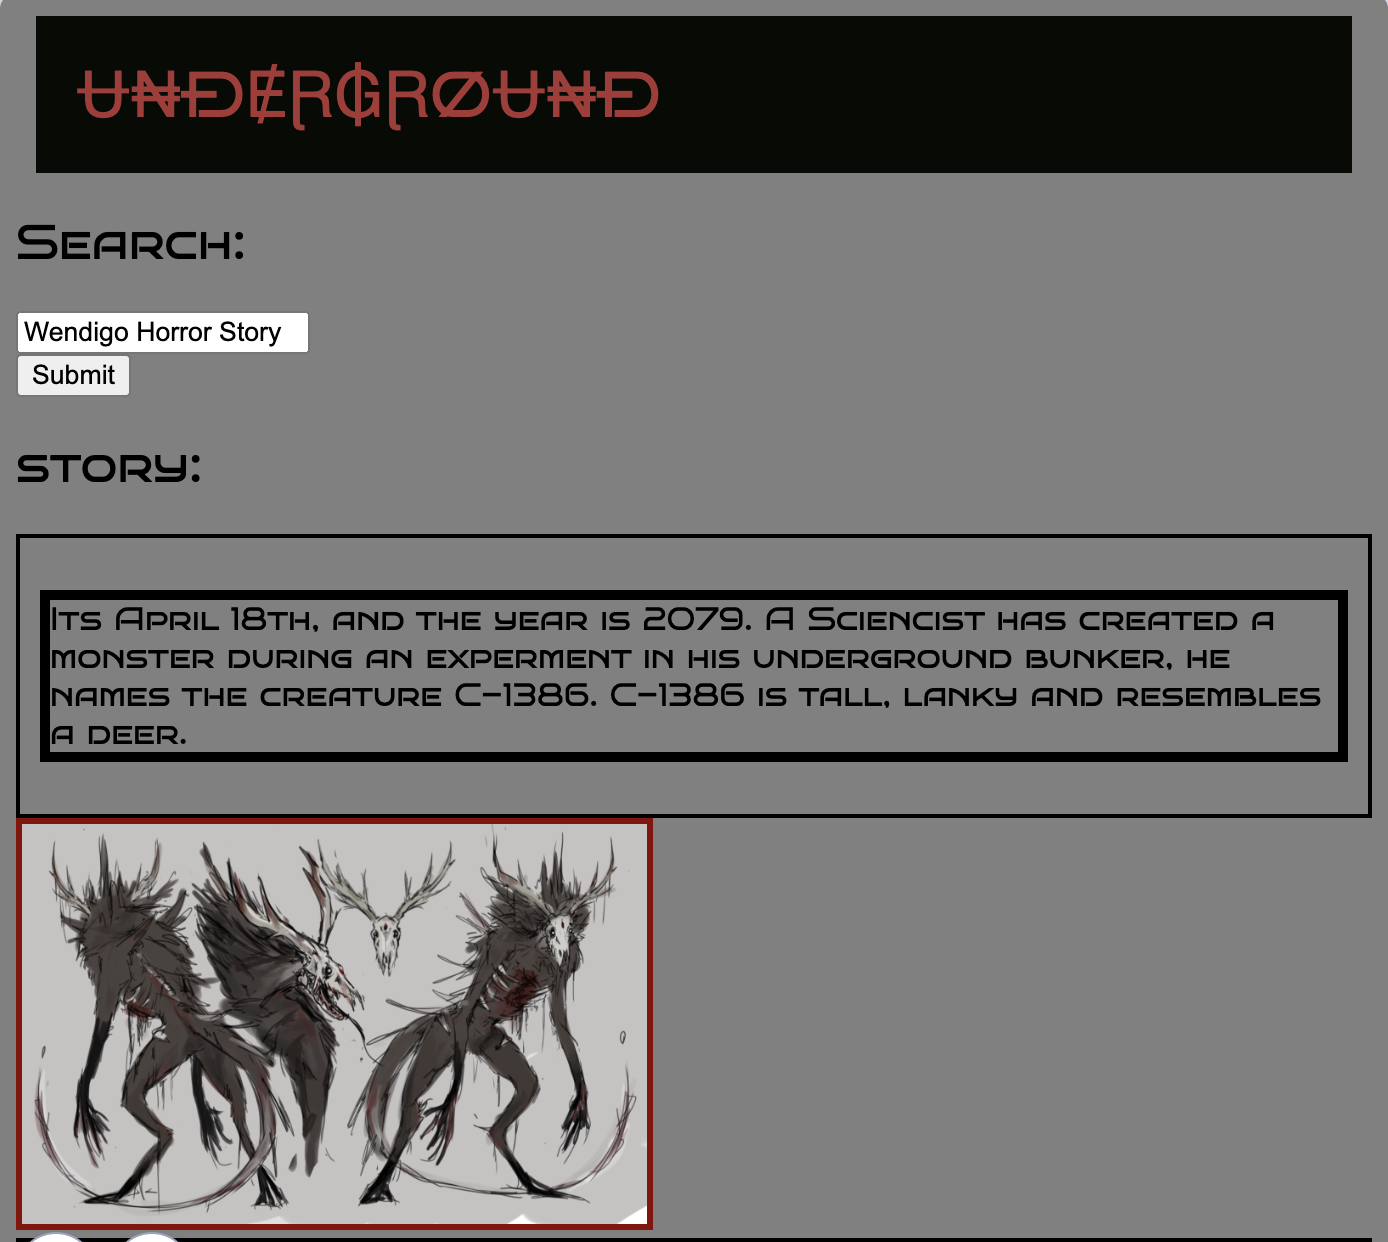 UNDERGROUND
Search:
Wendigo Horror Story
Submit
story:
Its April 18th, and the year is 2079. A Sciencist has created a
monster during an experment in his underground bunker, he
names the creature C-1386. C-1386 is tall, lanky and resembles
a deer.